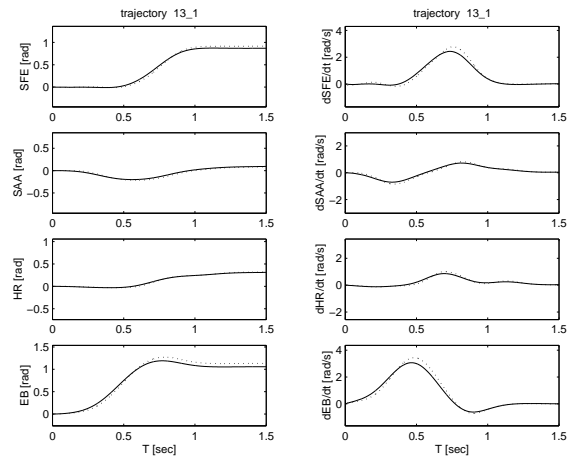 trajectory 13_1
trajectory 13_1
SFE [rad]
1
0.5
0
0 0.5 1 1.5
dSFE/dt [rad/s]
4
2
0
0 0.5 1 1.5
SAA [rad]
0.5
0
−0.5
0 0.5 1 1.5
dSAA/dt [rad/s]
2
0
−2
0 0.5 1 1.5
HR [rad]
1
0.5
0
−0.5
0 0.5 1 1.5
dHR/dt [rad/s]
2
0
−2
0 0.5 1 1.5
EB [rad]
1.5
1
0.5
0
0 0.5 1 1.5
T [sec]
dEB/dt [rad/s]
4
2
0
0 0.5 1 1.5
T [sec]